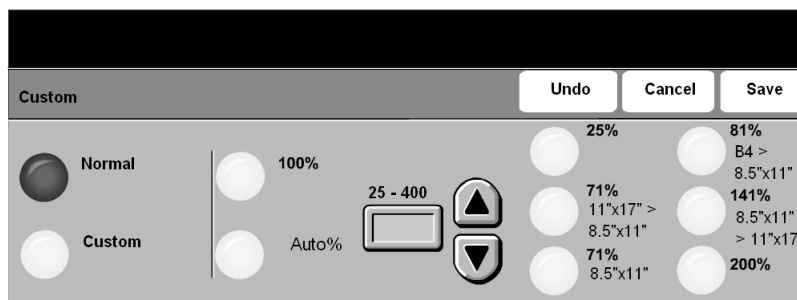 Custom
Undo
Cancel
Save
Normal
Custom
100%
Auto%
25 - 400
25%
71%
11"x17" >
8.5"x11"
71%
8.5"x11"
81%
B4 >
8.5"x11"
141%
8.5"x11"
> 11"x17
200%